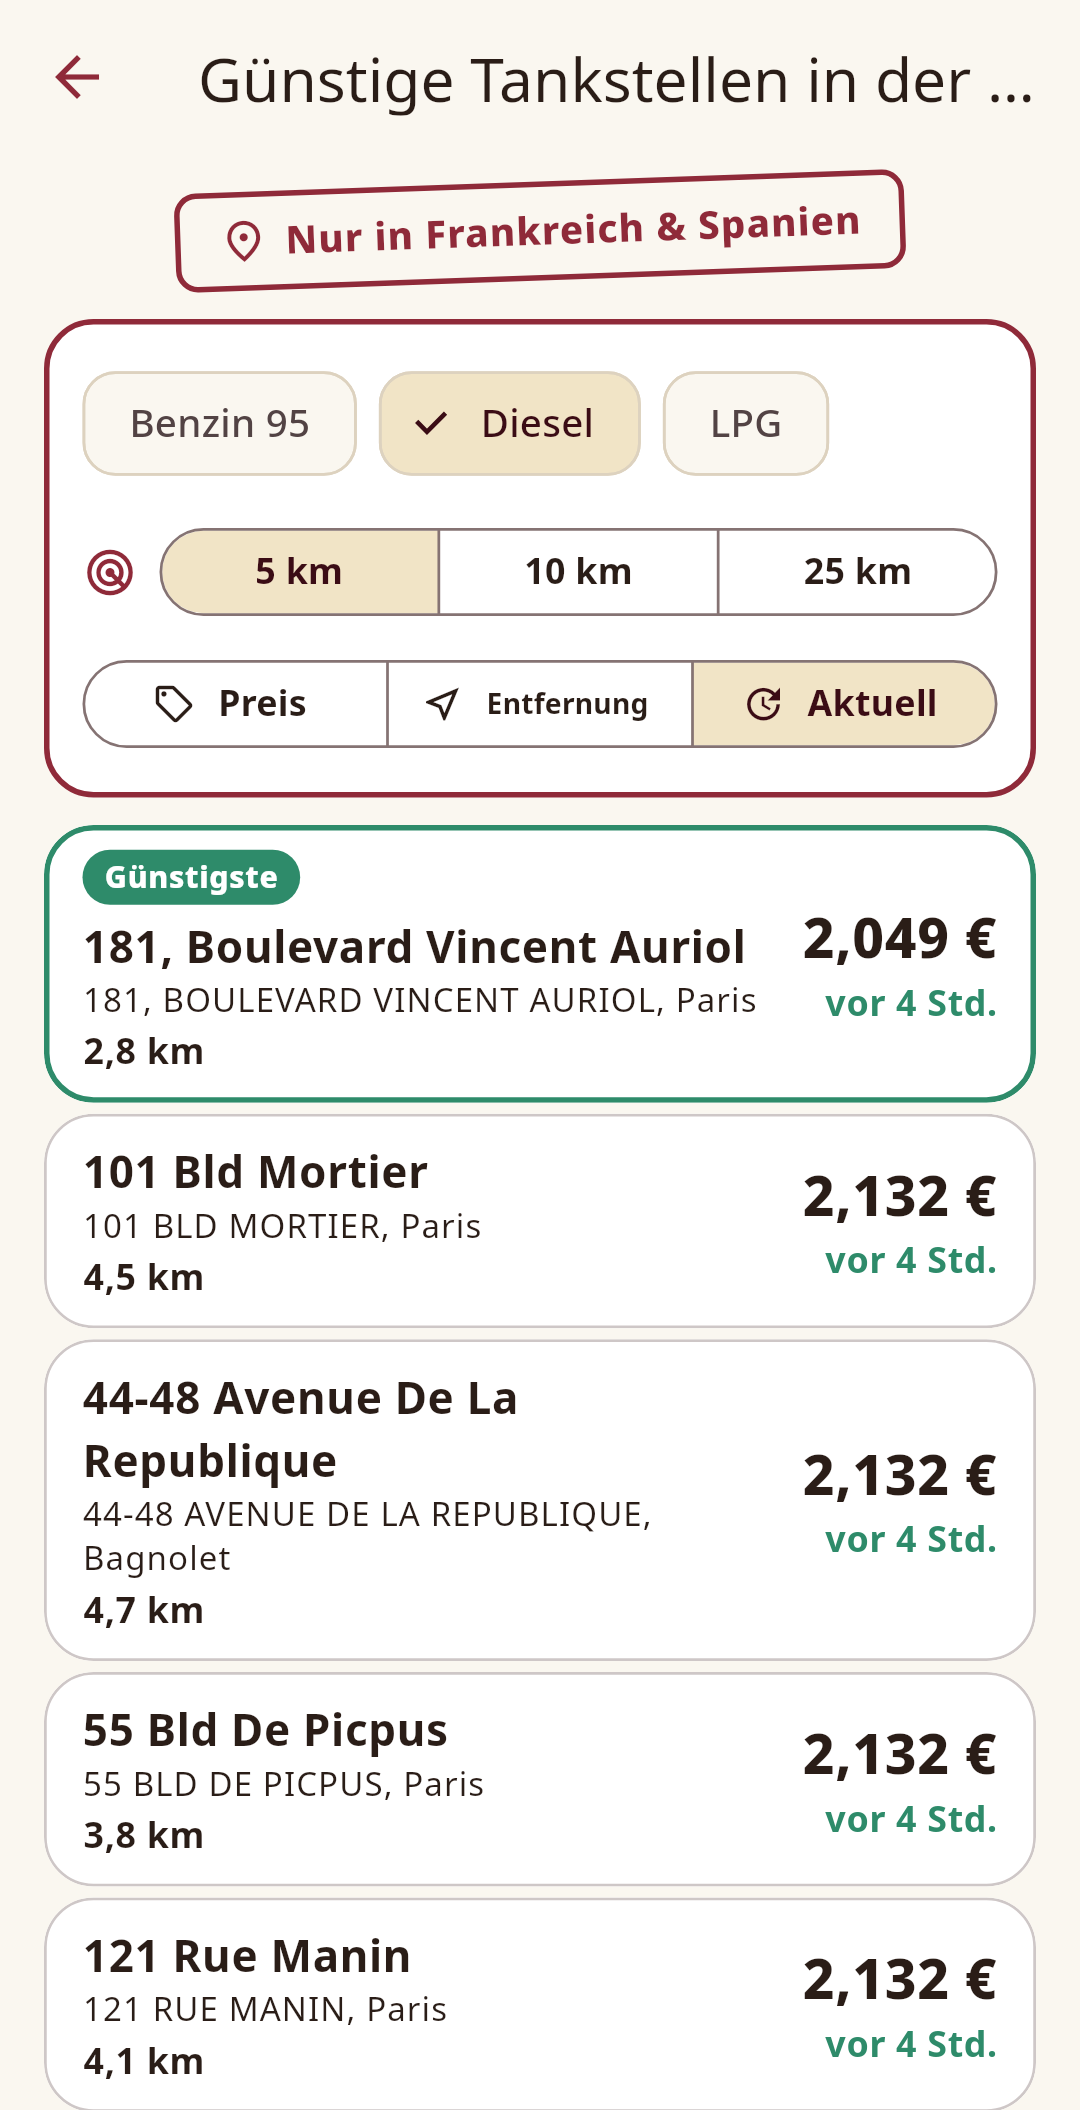 Günstige Tankstellen in der ...
Nur in Frankreich & Spanien
Benzin 95
Diesel
LPG
5 km
10 km
25 km
Preis
Entfernung
Aktuell
Günstigste
181, Boulevard Vincent Auriol
181, BOULEVARD VINCENT AURIOL, Paris
2,8 km
2,049 €
vor 4 Std.
101 Bld Mortier
101 BLD MORTIER, Paris
4,5 km
2,132 €
vor 4 Std.
44-48 Avenue De La
Republique
44-48 AVENUE DE LA REPUBLIQUE,
Bagnolet
4,7 km
2,132 €
vor 4 Std.
55 Bld De Picpus
55 BLD DE PICPUS, Paris
3,8 km
2,132 €
vor 4 Std.
121 Rue Manin
121 RUE MANIN, Paris
4,1 km
2,132 €
vor 4 Std.